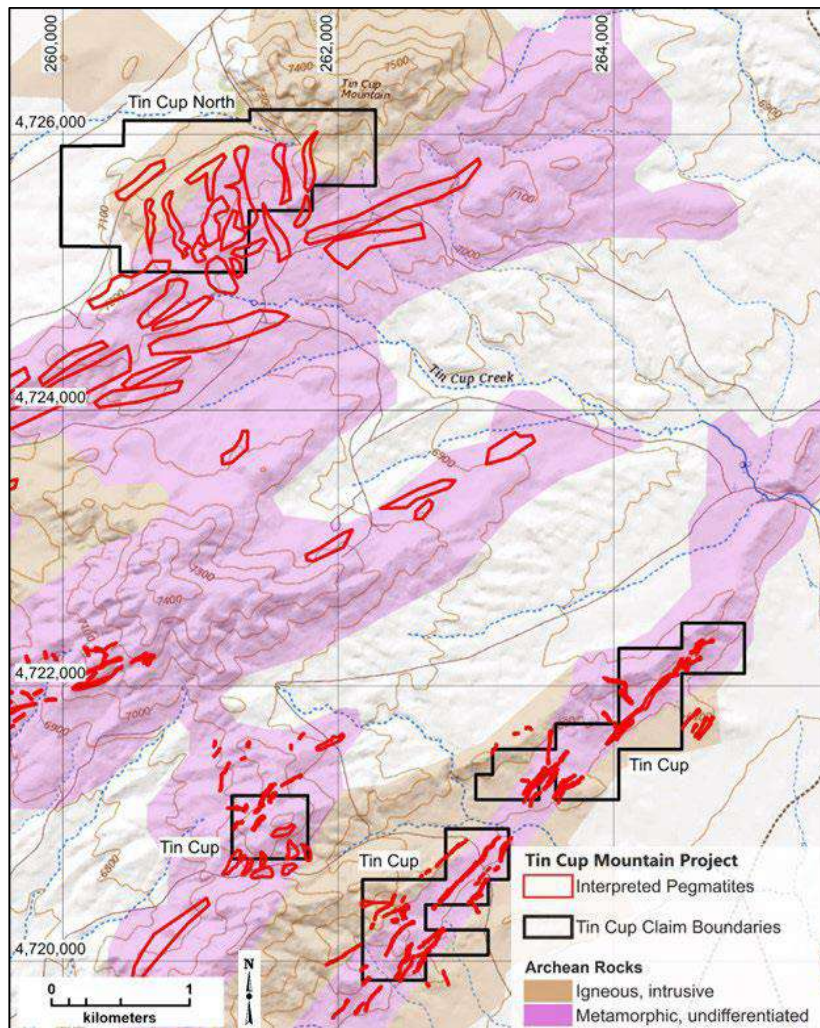 260,000
262,000
264,000
7400
7500
Tin Cup
Mountain
Tin Cup North
6900
4,726,000
7100
7100
7000
Tin Cup Creek
4,724,000
6900
7300
7400
7100
4,722,000
7000
6900
Tin Cup
Tin Cup
Tin Cup
6800
4,720,000
N
0
1
kilometers
Tin Cup Mountain Project
Interpreted Pegmatites
Tin Cup Claim Boundaries
Archean Rocks
Igneous, intrusive
Metamorphic, undifferentiated